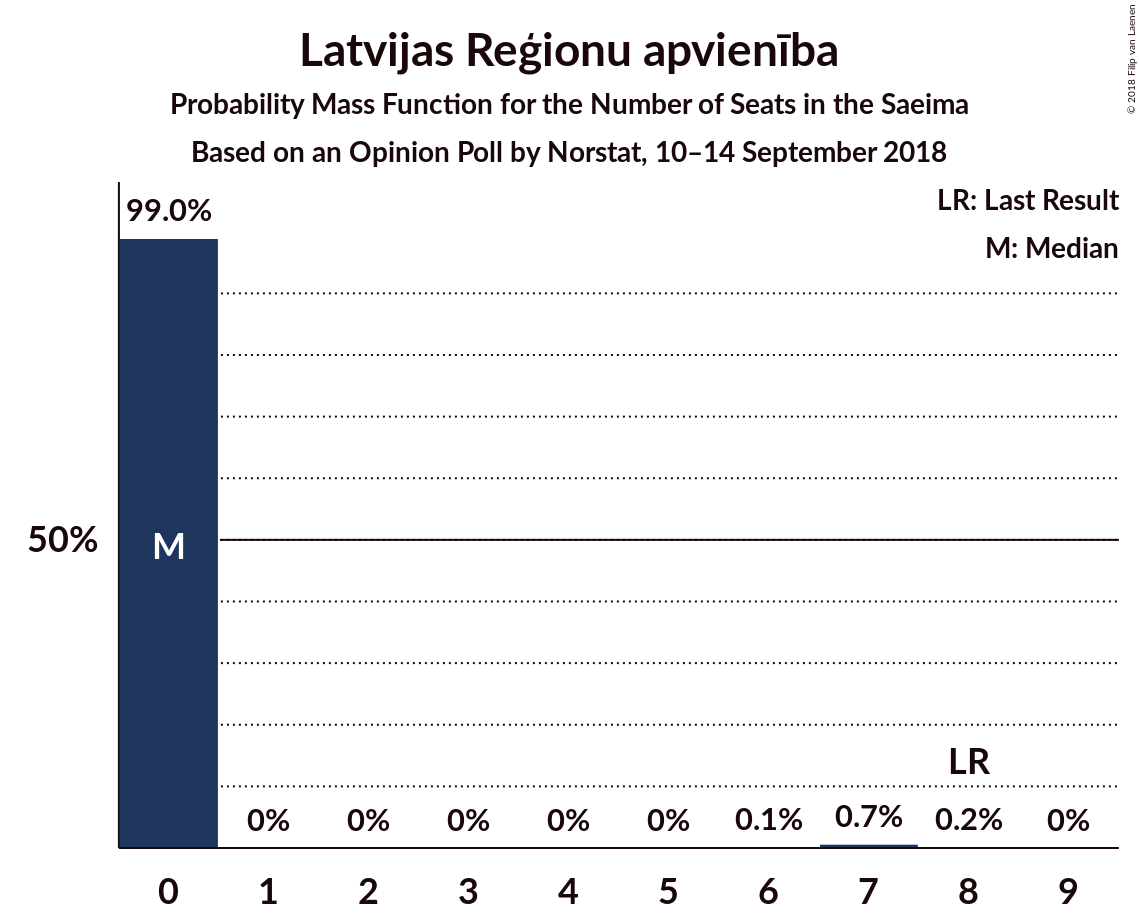 Latvijas Reģionu apvienība
Probability Mass Function for the Number of Seats in the Saeima
Based on an Opinion Poll by Norstat, 10–14 September 2018
© 2018 Filip van Laenen
LR: Last Result
M: Median
99.0%
50%
M
LR
0% 0% 0% 0% 0% 0.1% 0.7% 0.2% 0%
0 1 2 3 4 5 6 7 8 9